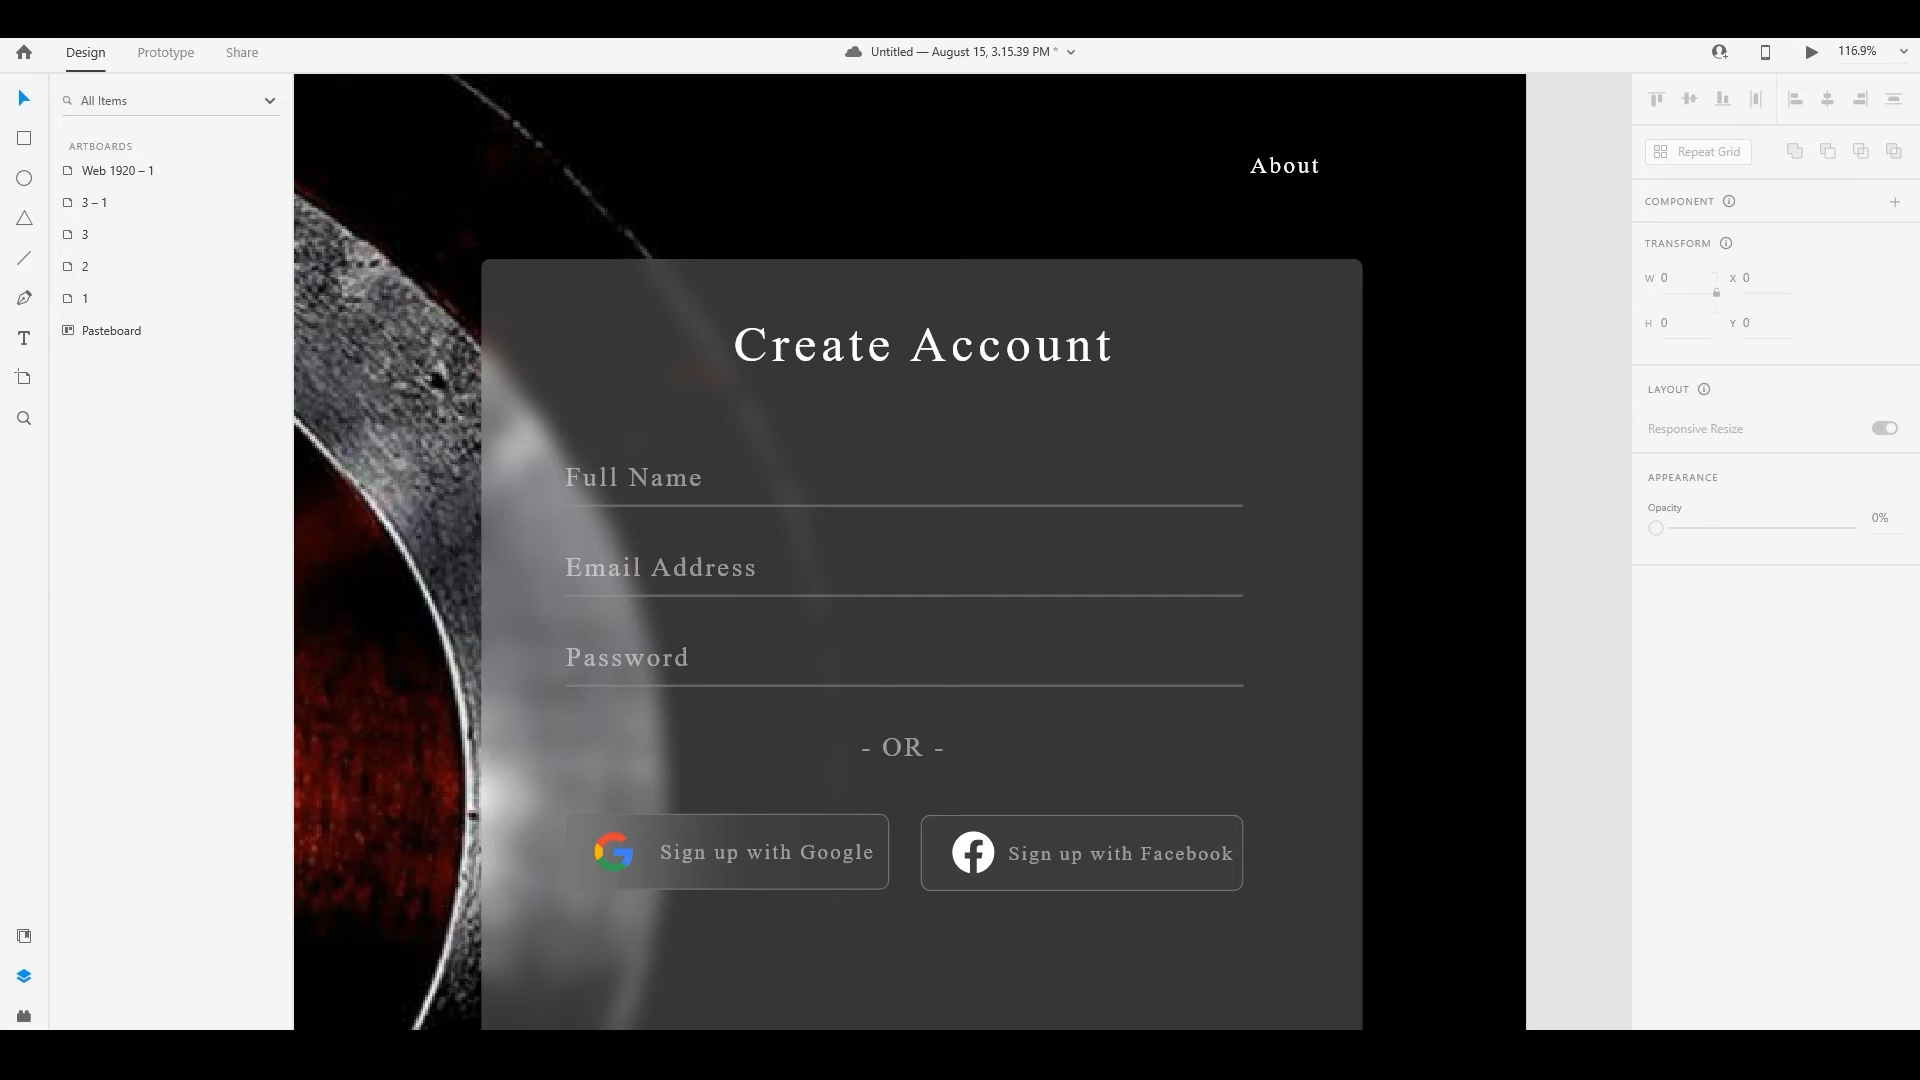 Design Prototype Share
Untitled — August 15, 3.15.39 PM *
116.9%
All Items
ARTBOARDS
Web 1920 – 1
3 – 1
3
2
1
Pasteboard
About
Create Account
Full Name
Email Address
Password
- OR -
Sign up with Google
Sign up with Facebook
Repeat Grid
COMPONENT
TRANSFORM
W 0 X 0
H 0 Y 0
LAYOUT
Responsive Resize
APPEARANCE
Opacity
0%